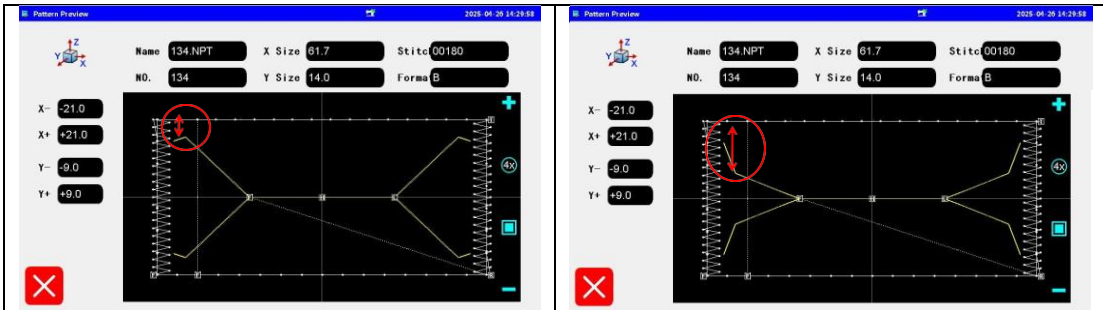 Pattern Preview
2025-04-26 14:29:58
Z
Y
X
Name 134.NPT X Size 61.7 Stitc 00180
NO. 134 Y Size 14.0 Forma B
X- -21.0
X+ +21.0
Y- -9.0
Y+ +9.0
4x
Pattern Preview
2025-04-26 14:29:58
Z
Y
X
Name 134.NPT X Size 61.7 Stitc 00180
NO. 134 Y Size 14.0 Forma B
X- -21.0
X+ +21.0
Y- -9.0
Y+ +9.0
4x